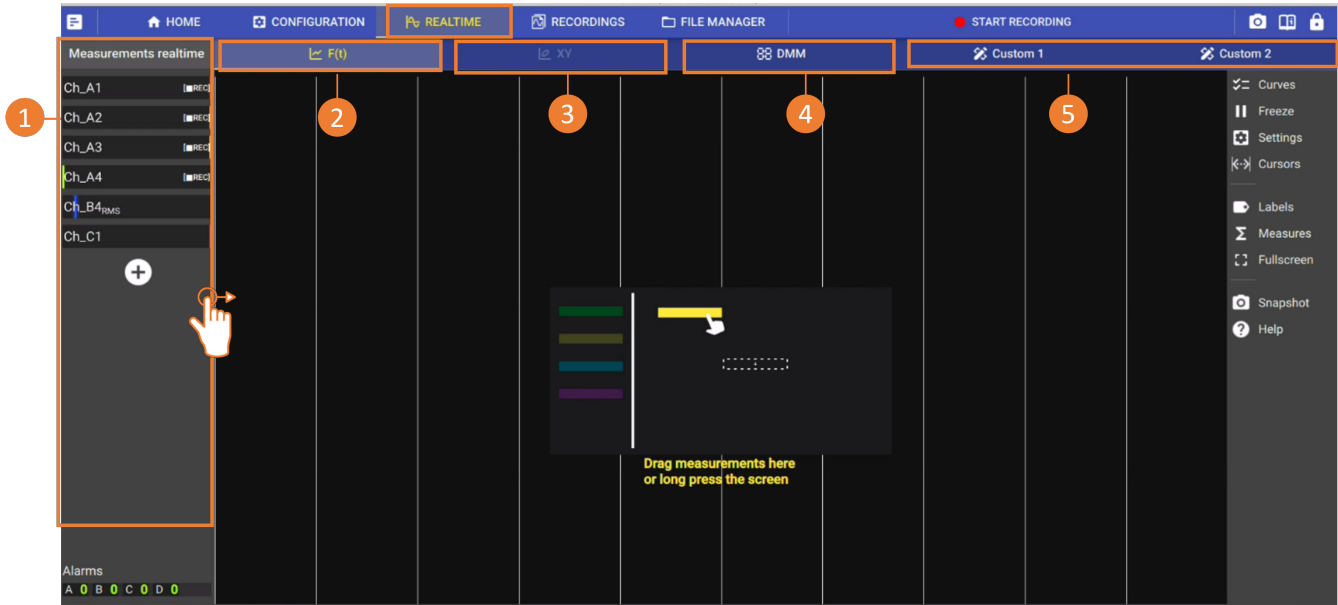 HOME CONFIGURATION REALTIME RECORDINGS FILE MANAGER START RECORDING
Measurements realtime F(t) XY DMM Custom 1 Custom 2
1
2
3
4
5
Ch_A1 [■REC]
Ch_A2 [■REC]
Ch_A3 [■REC]
Ch_A4 [■REC]
Ch_B4RMS
Ch_C1
Curves
Freeze
Settings
Cursors
Labels
Measures
Fullscreen
Snapshot
Help
Drag measurements here
or long press the screen
Alarms
A 0 B 0 C 0 D 0